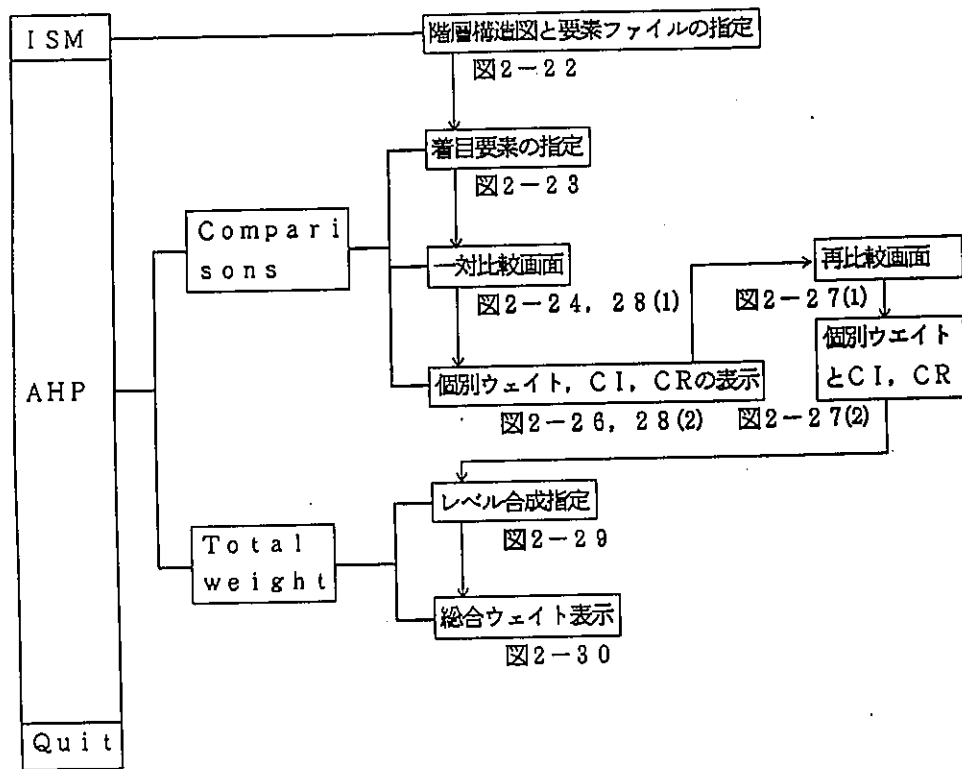 ISM
階層構造図と要素ファイルの指定
図2-22
着目要素の指定
図2-23
Compari
sons
一対比較画面
図2-24, 28(1)
再比較画面
図2-27(1)
個別ウエイト
とCI, CR
AHP
個別ウェイト, CI, CRの表示
図2-26, 28(2)
図2-27(2)
レベル合成指定
図2-29
Total
weight
総合ウェイト表示
図2-30
Quit